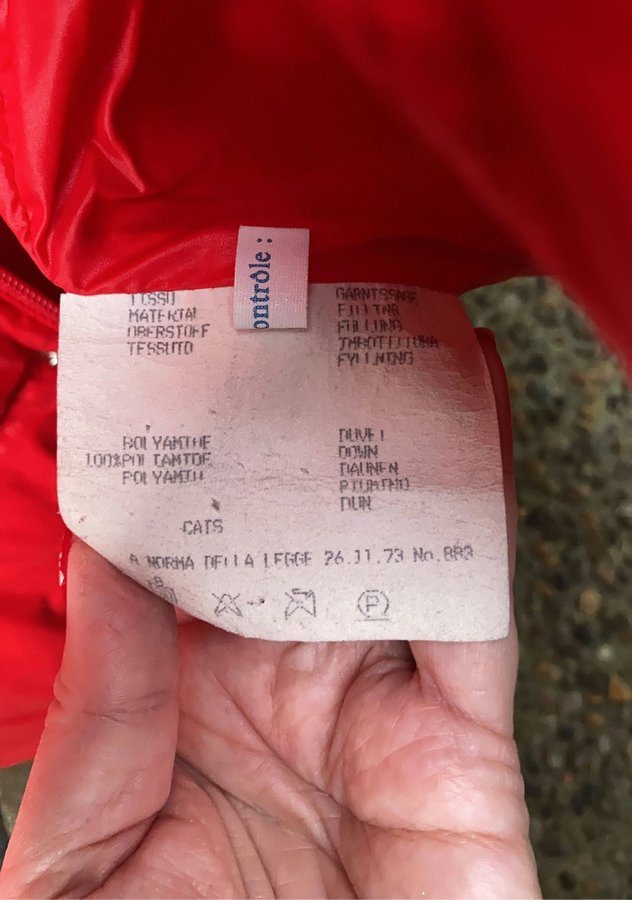 ontrôle :
TISSU
MATERIAL
OBERSTOFF
TESSUTO
GARNISSAGE
FILLING
FÜLLUNG
IMBOTTITURA
FYLLNING
POLYAMIDE
100%POLIAMIDE
POLYAMID
DUVET
DOWN
DAUNEN
PIUMINO
DUN
CATS
A NORMA DELLA LEGGE 26.11.73 No.883
P